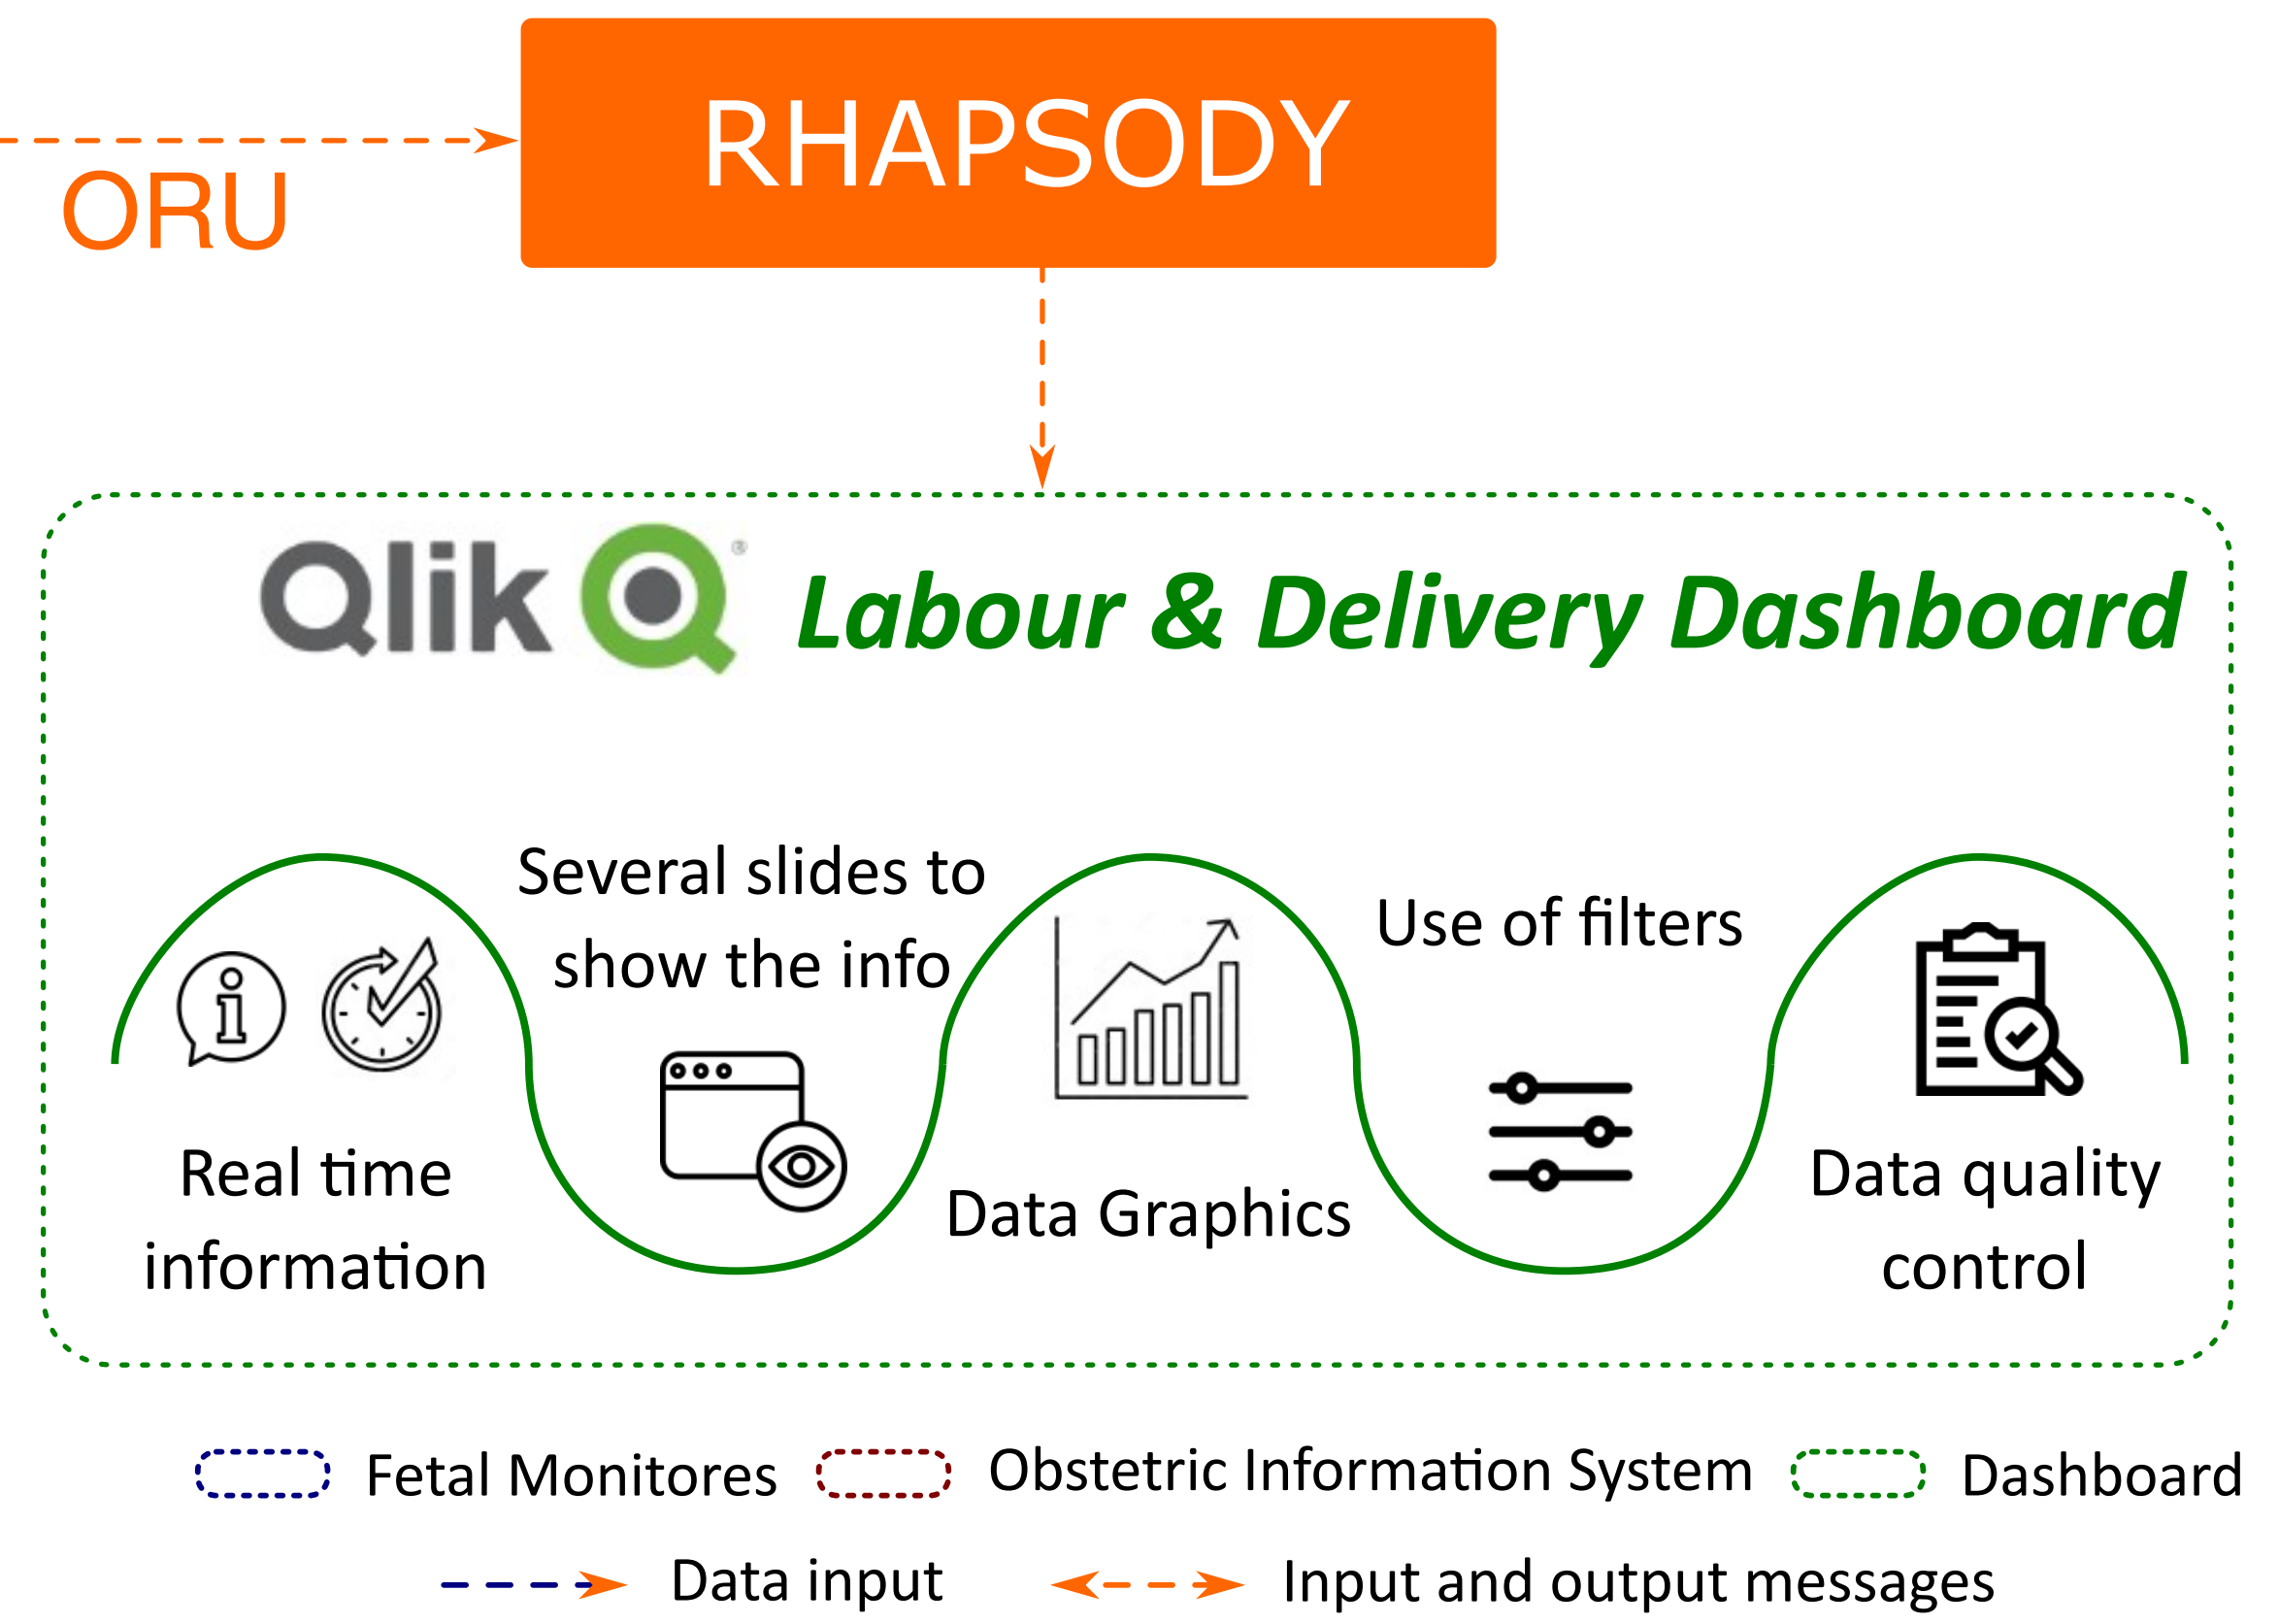 RHAPSODY
ORU
Qlik ® Labour & Delivery Dashboard
Several slides to
show the info
Use of filters
Real time
information
Data Graphics
Data quality
control
Fetal Monitores
Obstetric Information System
Dashboard
Data input
Input and output messages